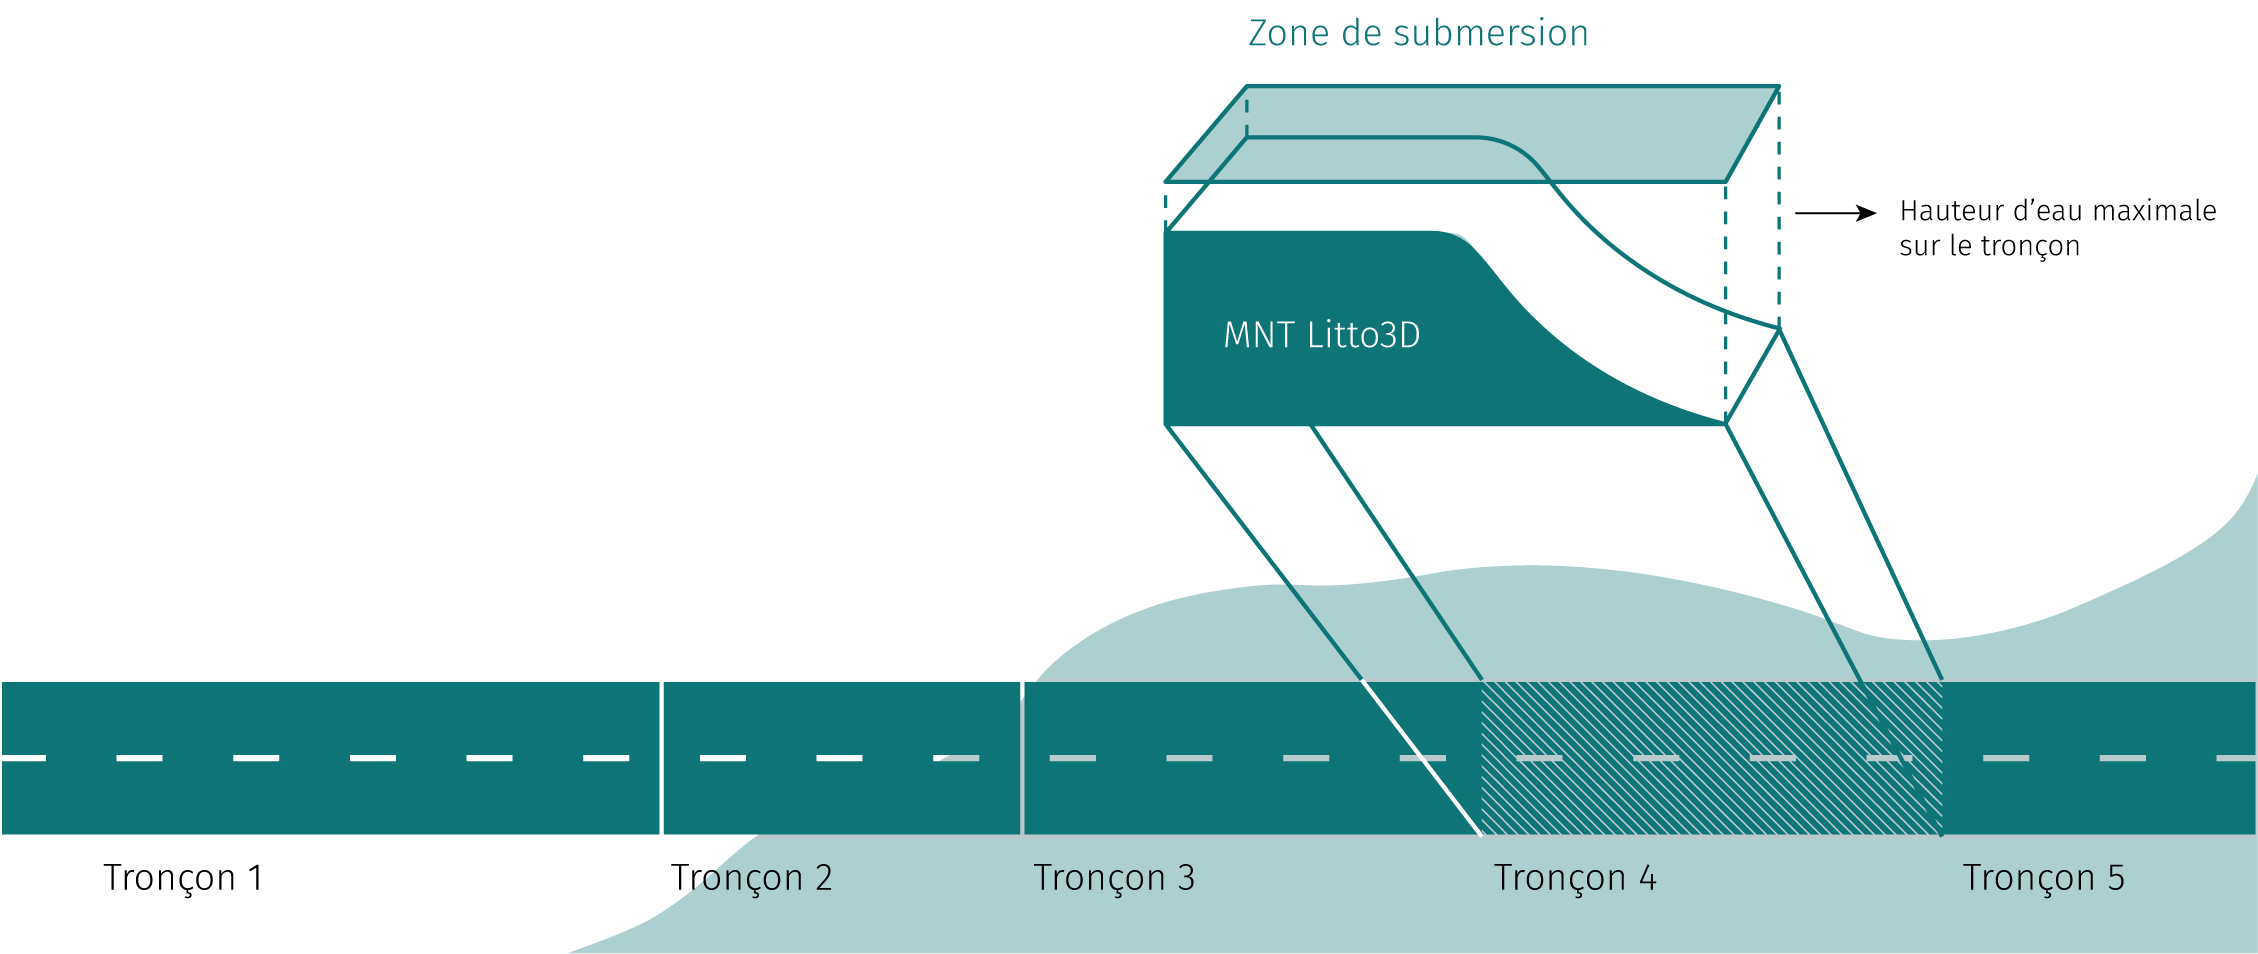 Zone de submersion
Hauteur d’eau maximale
sur le tronçon
MNT Litto3D
Tronçon 1
Tronçon 2
Tronçon 3
Tronçon 4
Tronçon 5